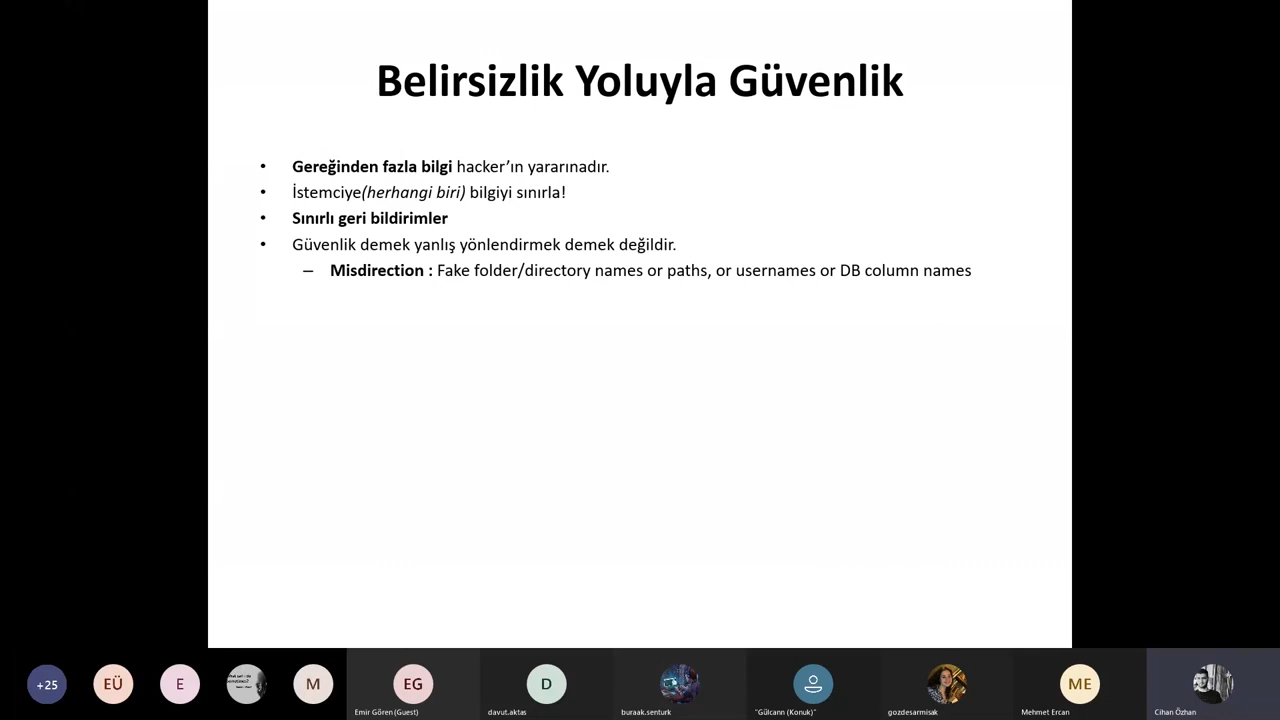 Belirsizlik Yoluyla Güvenlik
• Gereğinden fazla bilgi hacker’ın yararınadır.
• İstemciye(herhangi biri) bilgiyi sınırla!
• Sınırlı geri bildirimler
• Güvenlik demek yanlış yönlendirmek demek değildir.
– Misdirection : Fake folder/directory names or paths, or usernames or DB column names
+25
EÜ
E
M
EG
D
ME
Emir Gören (Guest)
davut.aktas
buraak.senturk
"Gülcann (Konuk)"
gozdesarmisak
Mehmet Ercan
Cihan Özhan